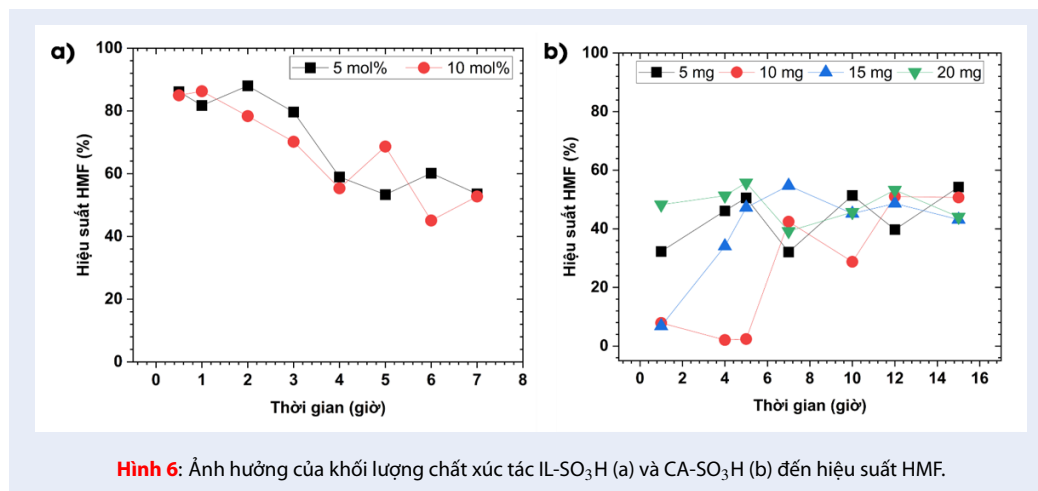 a)
100
80
60
40
20
0
Hiệu suất HMF (%)
5 mol% 10 mol%
0 1 2 3 4 5 6 7 8
Thời gian (giờ)
b)
100
80
60
40
20
0
Hiệu suất HMF (%)
5 mg 10 mg 15 mg 20 mg
0 2 4 6 8 10 12 14 16
Thời gian (giờ)
Hình 6: Ảnh hưởng của khối lượng chất xúc tác IL-SO₃H (a) và CA-SO₃H (b) đến hiệu suất HMF.